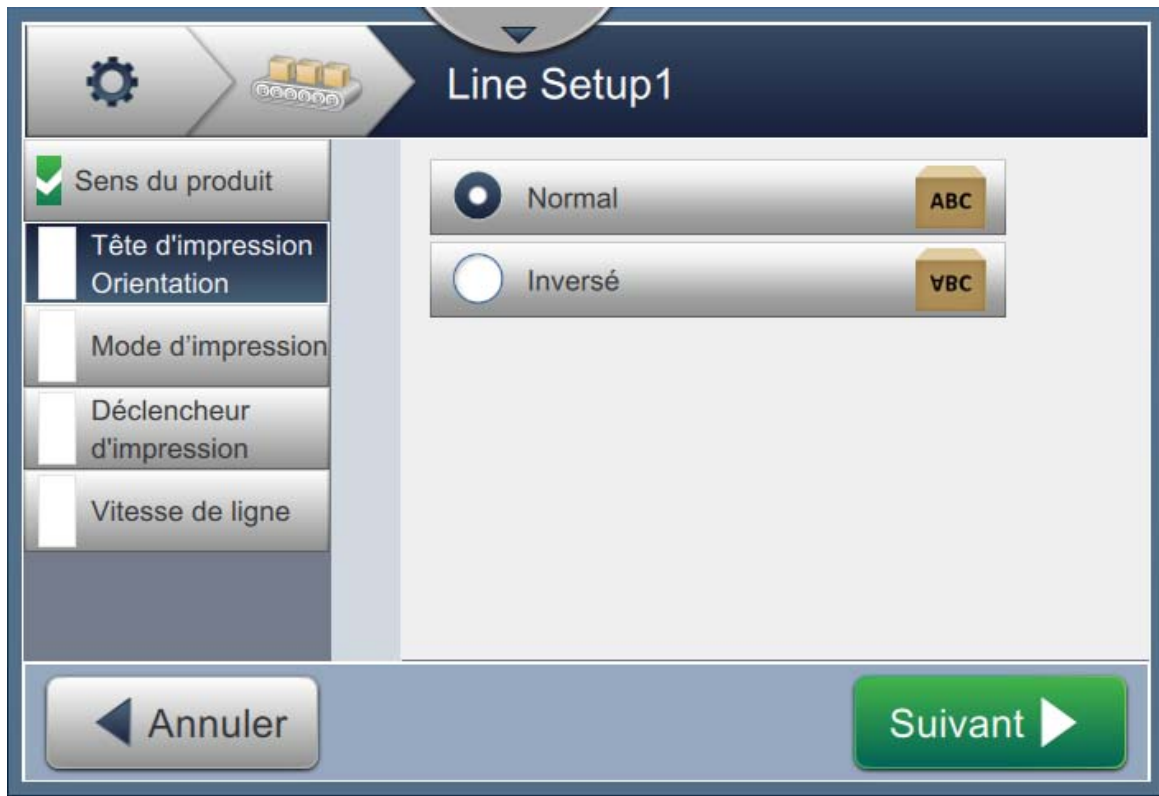 Line Setup1
Sens du produit
Tête d'impression
Orientation
Mode d’impression
Déclencheur
d'impression
Vitesse de ligne
Normal
ABC
Inversé
∀BC
Annuler
Suivant